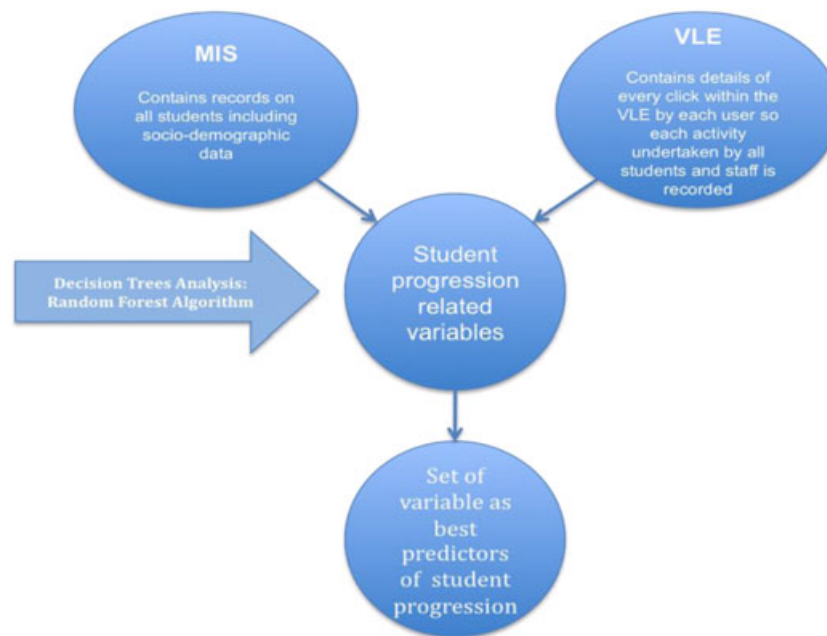 MIS
Contains records on
all students including
socio-demographic
data
VLE
Contains details of
every click within the
VLE by each user so
each activity
undertaken by all
students and staff is
recorded
Decision Trees Analysis:
Random Forest Algorithm
Student
progression
related
variables
Set of
variable as
best
predictors
of student
progression